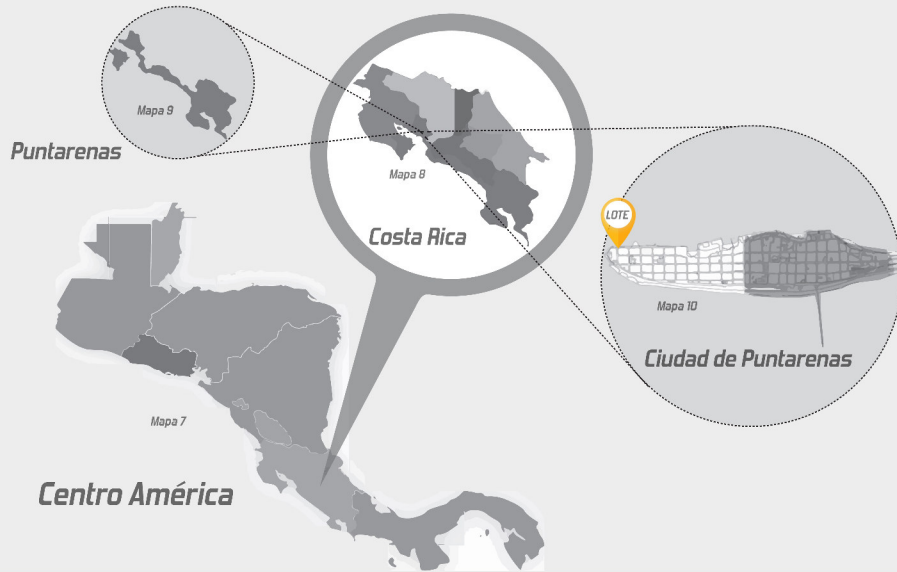 Mapa 9
Puntarenas
Mapa 8
Costa Rica
LOTE
Mapa 10
Ciudad de Puntarenas
Mapa 7
Centro América